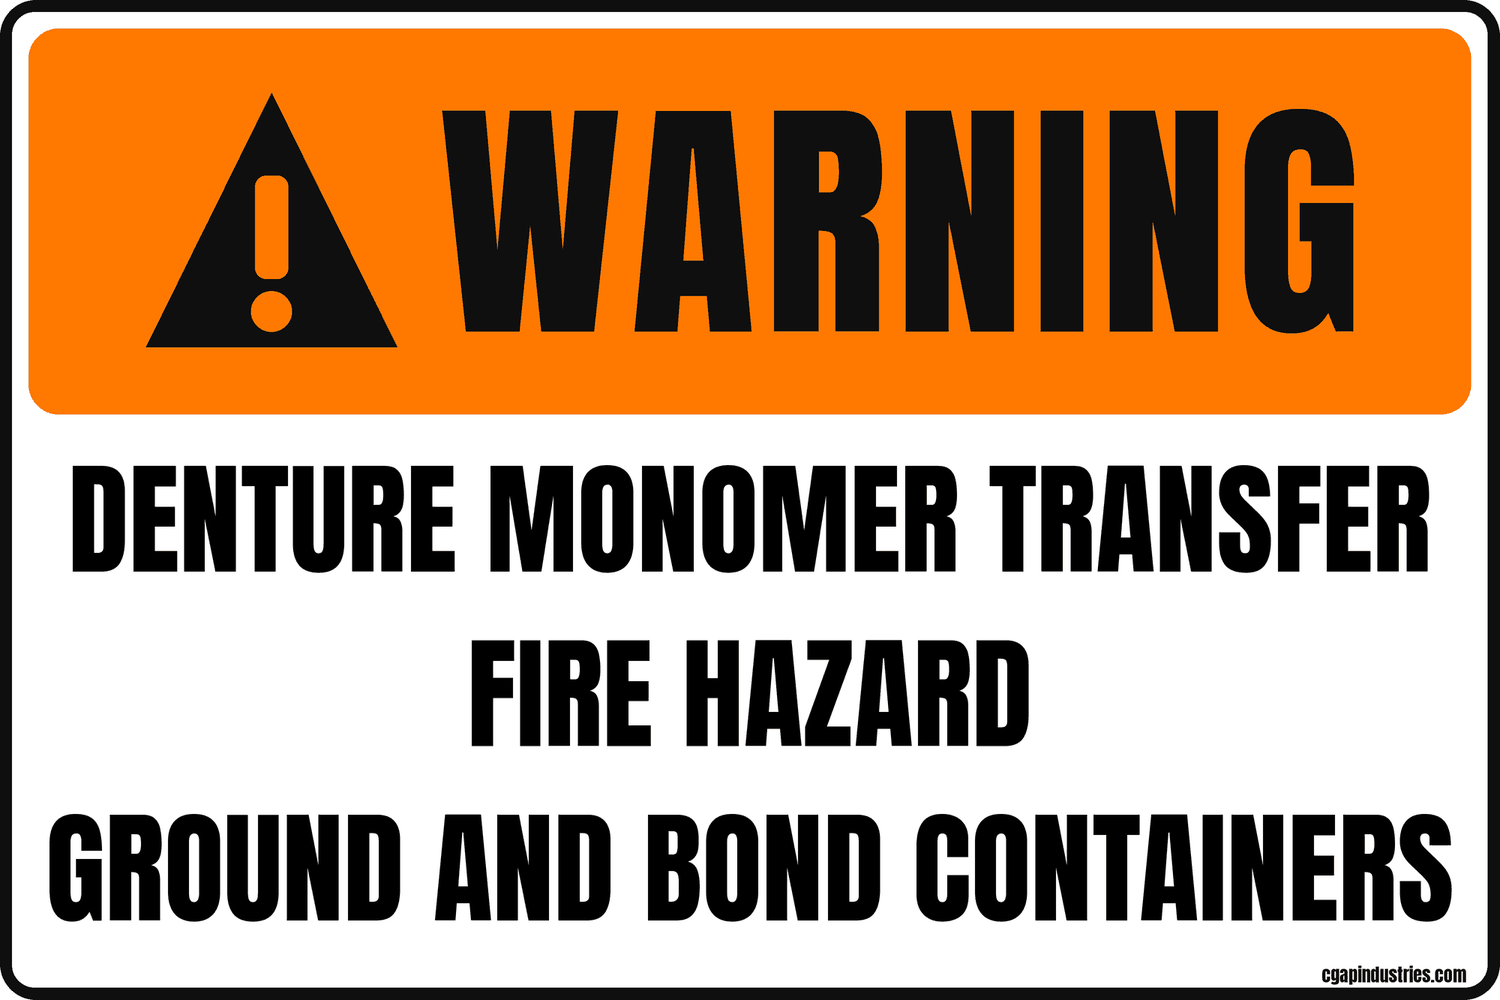 WARNING
DENTURE MONOMER TRANSFER
FIRE HAZARD
GROUND AND BOND CONTAINERS
cgapindustries.com